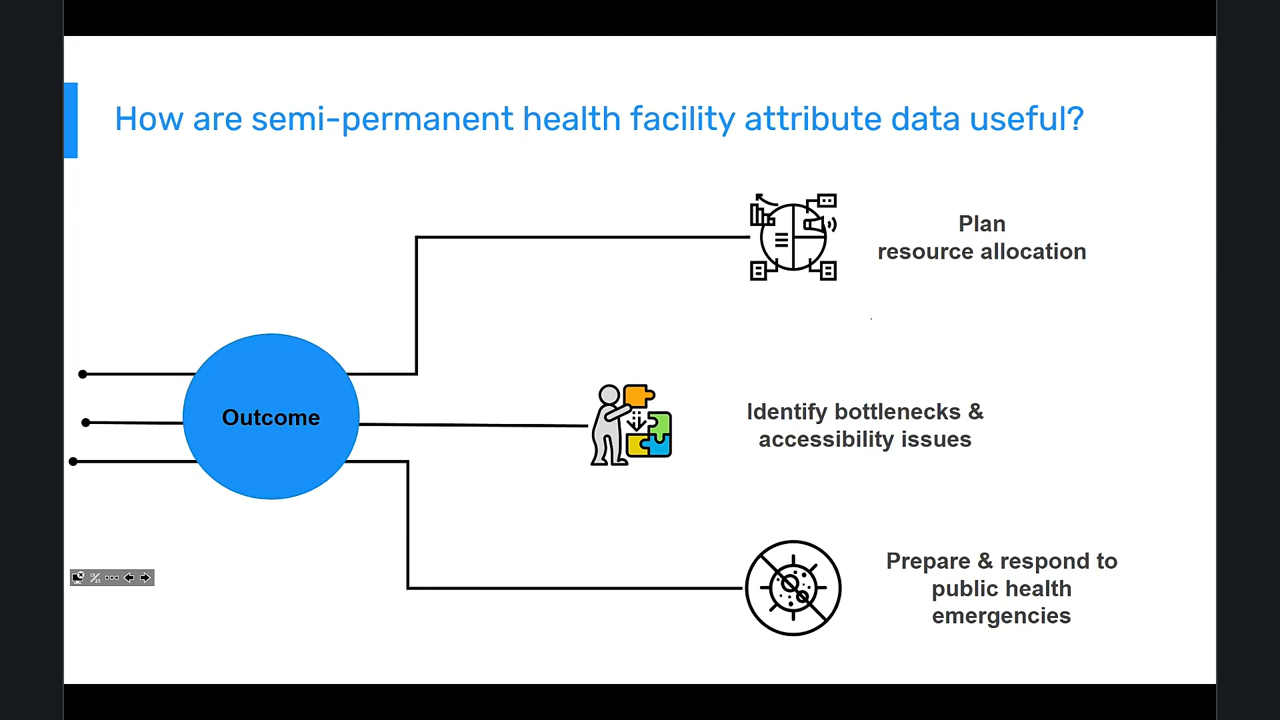 How are semi-permanent health facility attribute data useful?
Plan
resource allocation
Outcome
Identify bottlenecks &
accessibility issues
Prepare & respond to
public health
emergencies